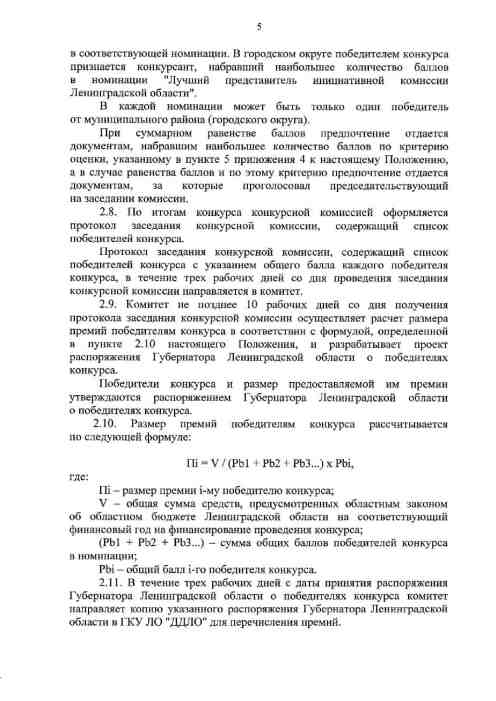 5
в соответствующей номинации. В городском округе победителем конкурса
признается конкурсант, набравший наибольшее количество баллов
в номинации "Лучший представитель инициативной комиссии
Ленинградской области".
В каждой номинации может быть только один победитель
от муниципального района (городского округа).
При суммарном равенстве баллов предпочтение отдается
документам, набравшим наибольшее количество баллов по критерию
оценки, указанному в пункте 5 приложения 4 к настоящему Положению,
а в случае равенства баллов и по этому критерию предпочтение отдается
документам, за которые проголосовал председательствующий
на заседании комиссии.
2.8. По итогам конкурса конкурсной комиссией оформляется
протокол заседания конкурсной комиссии, содержащий список
победителей конкурса.
Протокол заседания конкурсной комиссии, содержащий список
победителей конкурса с указанием общего балла каждого победителя
конкурса, в течение трех рабочих дней со дня проведения заседания
конкурсной комиссии направляется в комитет.
2.9. Комитет не позднее 10 рабочих дней со дня получения
протокола заседания конкурсной комиссии осуществляет расчет размера
премий победителям конкурса в соответствии с формулой, определенной
в пункте 2.10 настоящего Положения, и разрабатывает проект
распоряжения Губернатора Ленинградской области о победителях
конкурса.
Победители конкурса и размер предоставляемой им премии
утверждаются распоряжением Губернатора Ленинградской области
о победителях конкурса.
2.10. Размер премий победителям конкурса рассчитывается
по следующей формуле:
Пi = V / (Pb1 + Pb2 + Pb3...) x Pbi,
где:
Пi – размер премии i-му победителю конкурса;
V – общая сумма средств, предусмотренных областным законом
об областном бюджете Ленинградской области на соответствующий
финансовый год на финансирование проведения конкурса;
(Pb1 + Pb2 + Pb3...) – сумма общих баллов победителей конкурса
в номинации;
Pbi – общий балл i-го победителя конкурса.
2.11. В течение трех рабочих дней с даты принятия распоряжения
Губернатора Ленинградской области о победителях конкурса комитет
направляет копию указанного распоряжения Губернатора Ленинградской
области в ГКУ ЛО "ДДЛО" для перечисления премий.